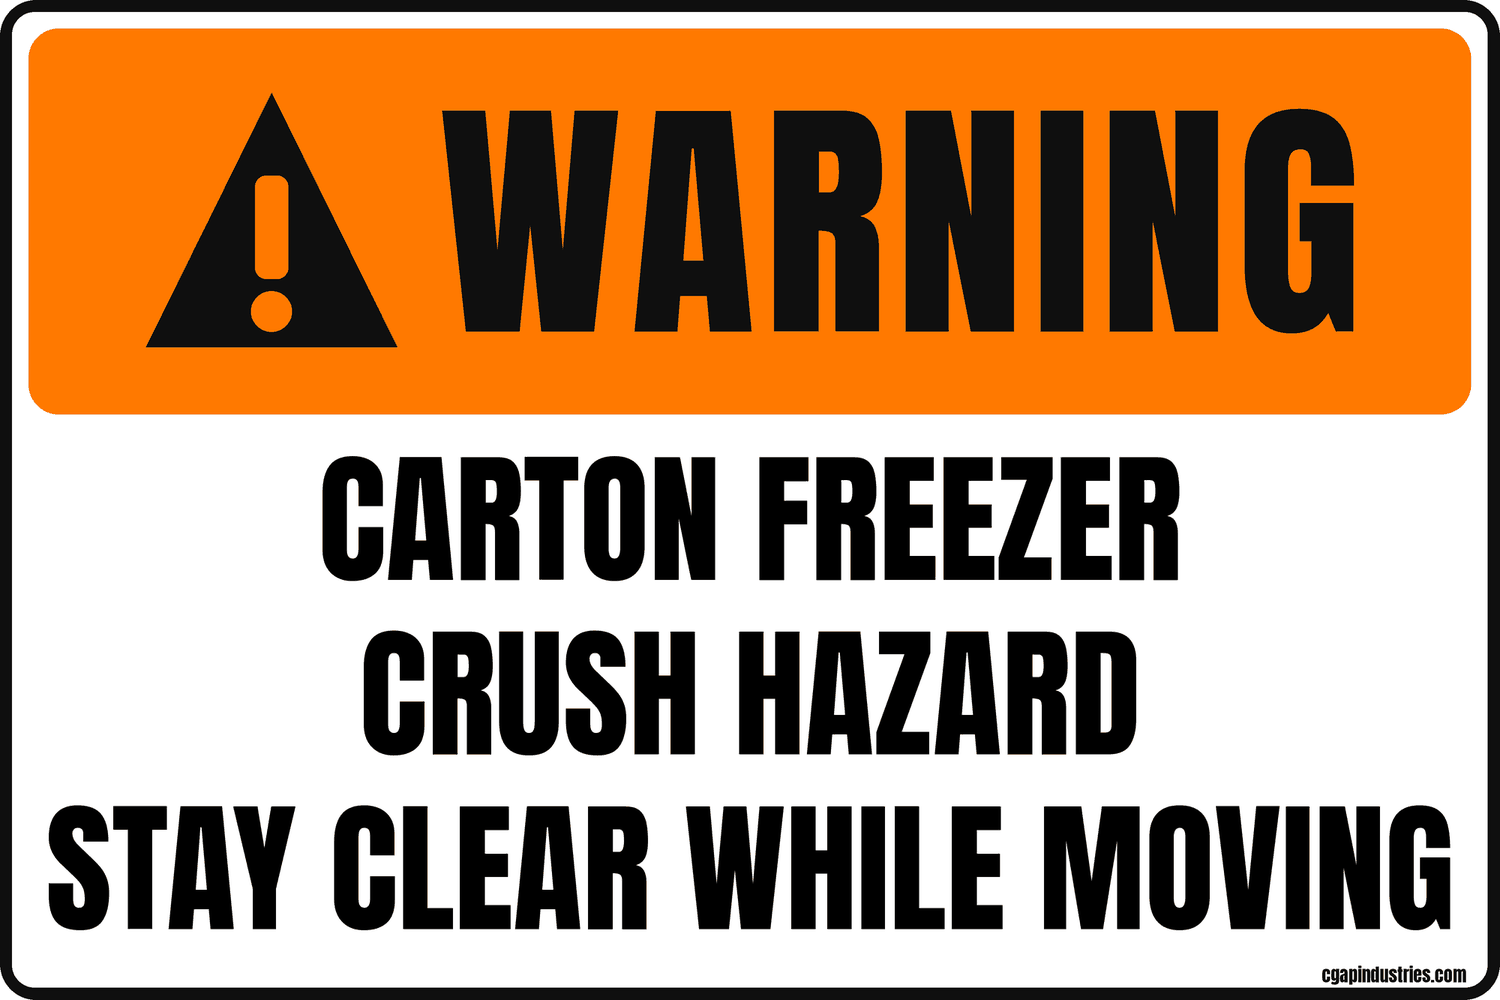 WARNING
CARTON FREEZER
CRUSH HAZARD
STAY CLEAR WHILE MOVING
cgapindustries.com